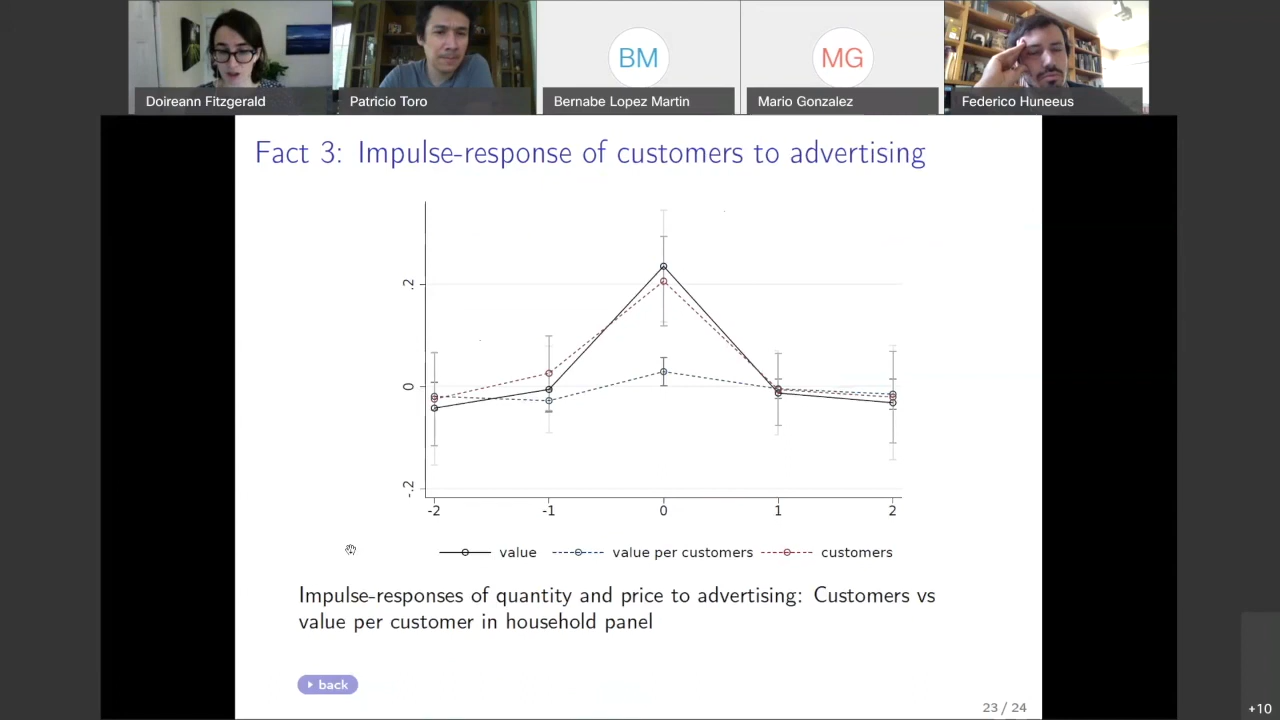 BM
MG
Doireann Fitzgerald
Patricio Toro
Bernabe Lopez Martin
Mario Gonzalez
Federico Huneeus
Fact 3: Impulse-response of customers to advertising
.2
0
-.2
-2 -1 0 1 2
value value per customers customers
Impulse-responses of quantity and price to advertising: Customers vs
value per customer in household panel
back
23 / 24
+10